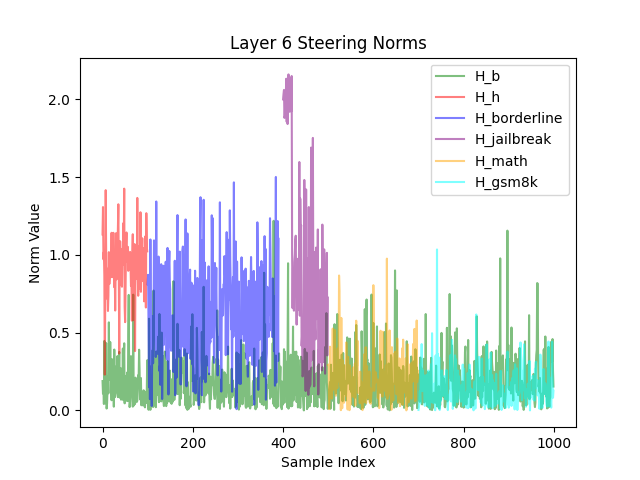 Layer 6 Steering Norms
Norm Value
2.0
1.5
1.0
0.5
0.0
H_b
H_h
H_borderline
H_jailbreak
H_math
H_gsm8k
0
200
400
600
800
1000
Sample Index